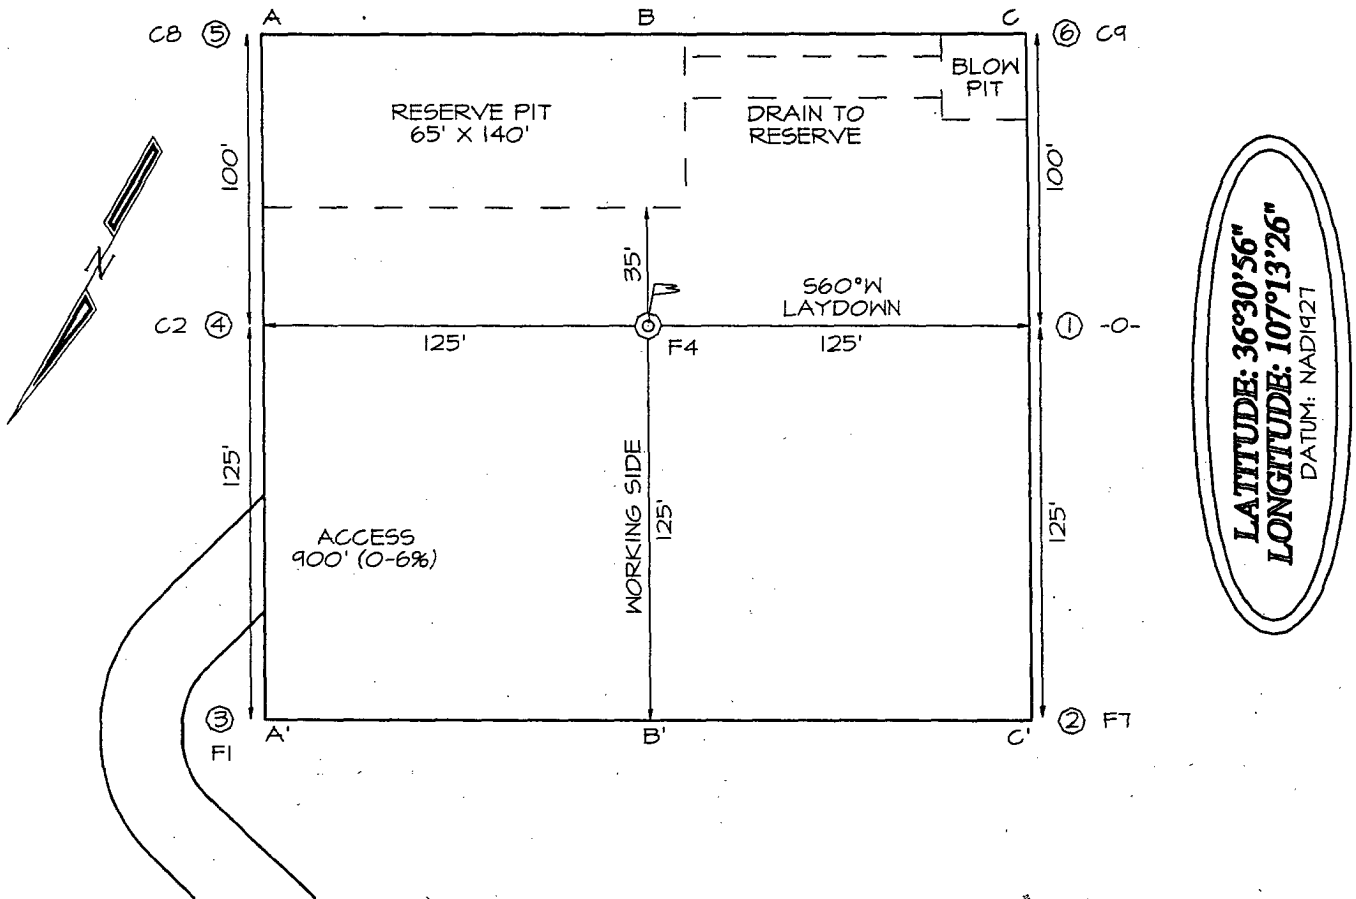 A B C
C8 5
6 C9
BLOW
PIT
RESERVE PIT
65' X 140'
DRAIN TO
RESERVE
100'
100'
N
35'
S60°W
LAYDOWN
C2 4
1 -0-
125'
F4
125'
125'
WORKING SIDE
125'
125'
ACCESS
900' (0-6%)
3
F1
A' B' C'
2 F7
LATITUDE: 36°30'56"
LONGITUDE: 107°13'26"
DATUM: NAD1927